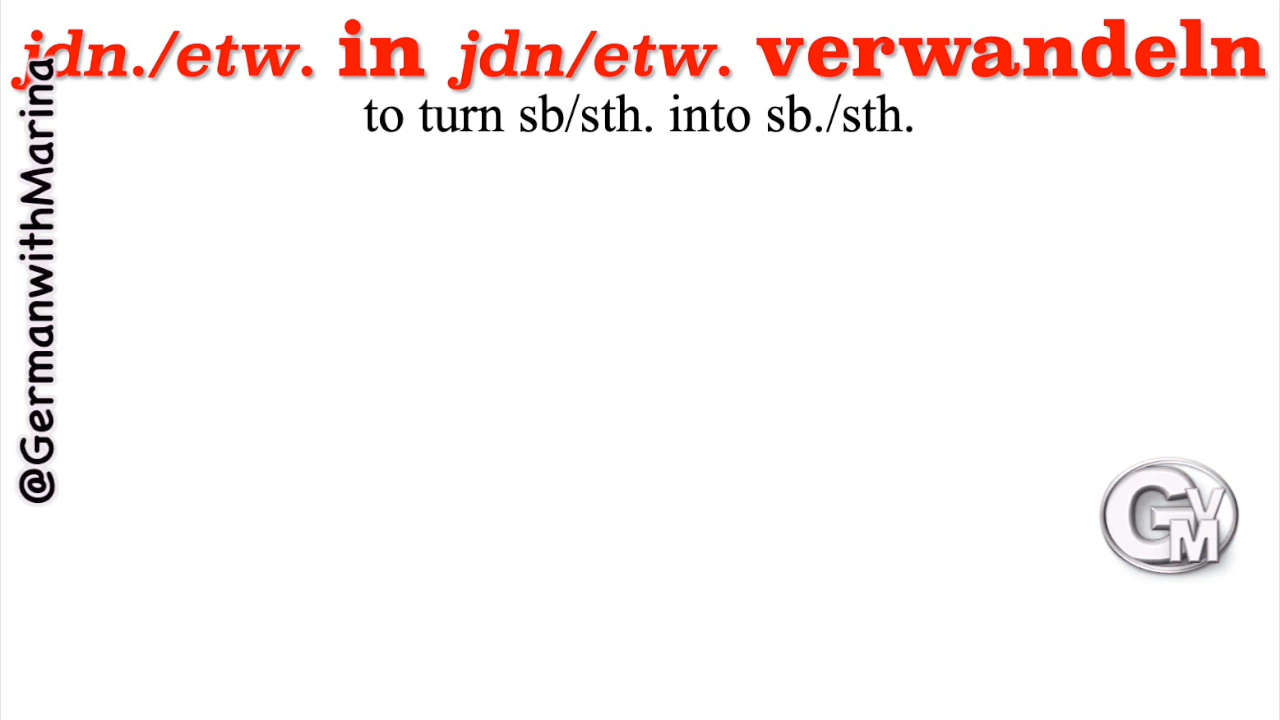 jdn./etw. in jdn/etw. verwandeln
to turn sb/sth. into sb./sth.
@GermanwithMarina
GVM